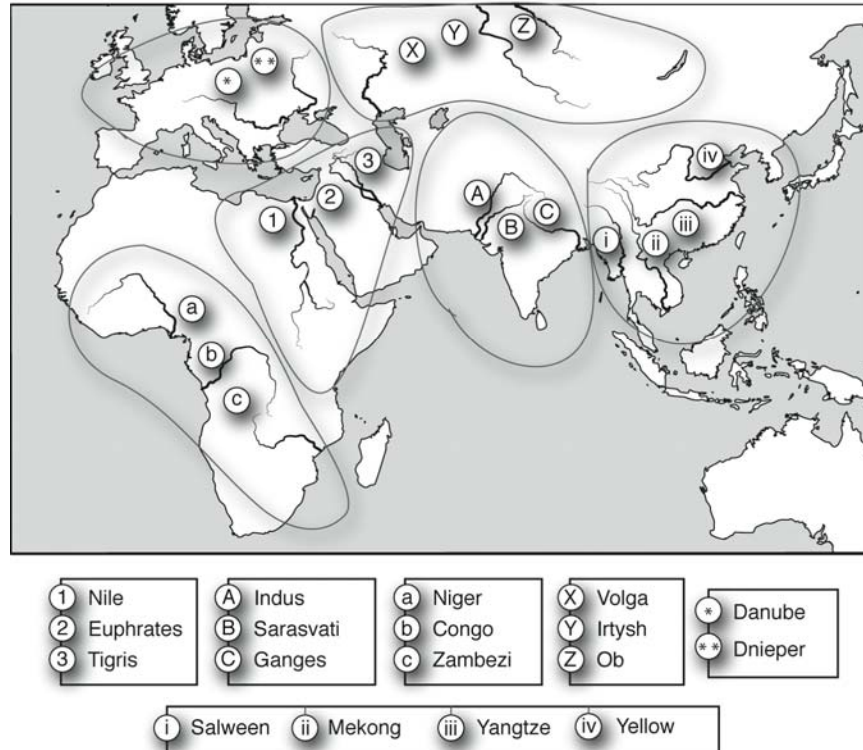 X
Y
Z
*
**
3
1
2
A
B
C
iv
i
ii
iii
a
b
c
1 Nile
2 Euphrates
3 Tigris
A Indus
B Sarasvati
C Ganges
a Niger
b Congo
c Zambezi
X Volga
Y Irtysh
Z Ob
* Danube
** Dnieper
i Salween ii Mekong iii Yangtze iv Yellow